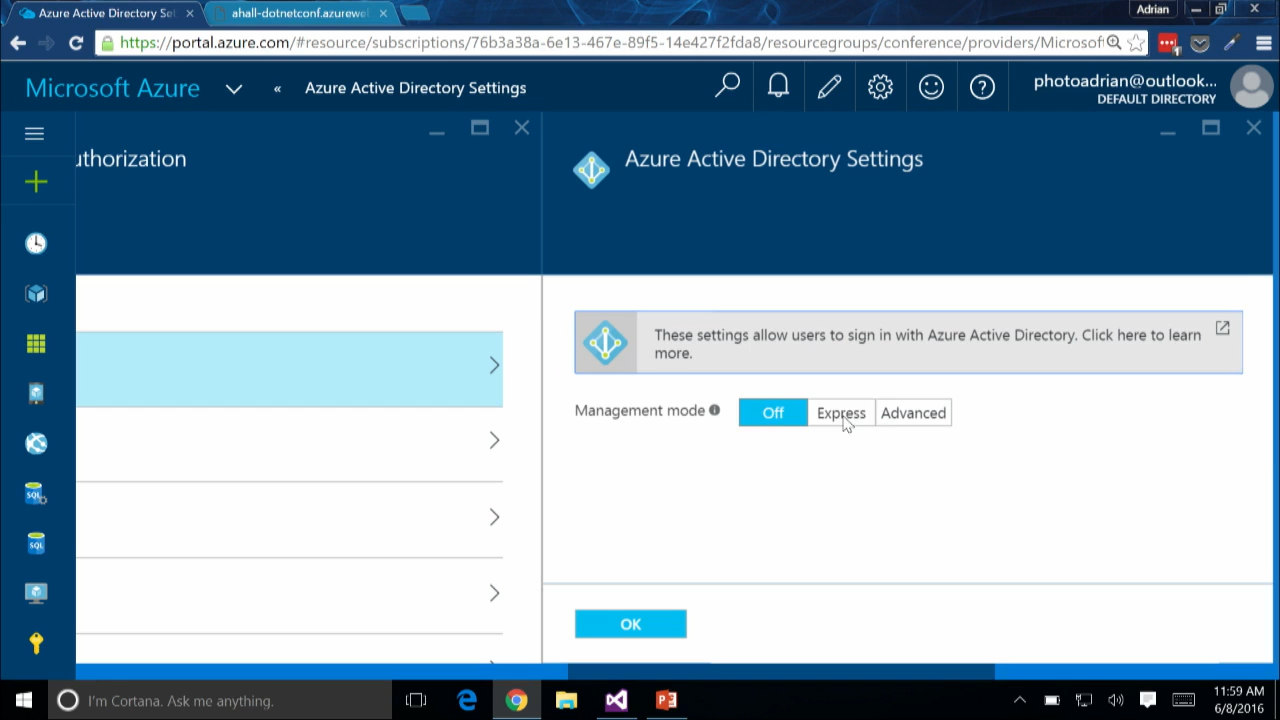 Azure Active Directory Set
ahall-dotnetconf.azurewe
Adrian
https://portal.azure.com/#resource/subscriptions/76b3a38a-6e13-467e-89f5-14e427f2fda8/resourcegroups/conference/providers/Microsof
Microsoft Azure
«
Azure Active Directory Settings
photoadrian@outlook...
DEFAULT DIRECTORY
uthorization
Azure Active Directory Settings
These settings allow users to sign in with Azure Active Directory. Click here to learn
more.
Management mode
Off
Express
Advanced
SQL
SQL
OK
I'm Cortana. Ask me anything.
11:59 AM
6/8/2016